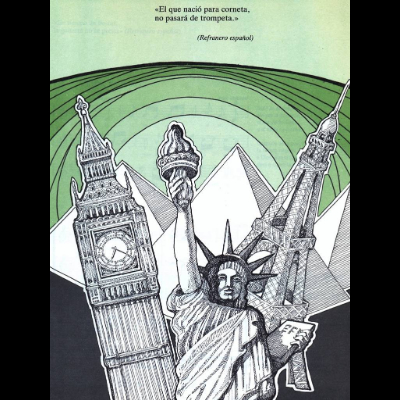 «El que nació para corneta,
no pasará de trompeta.»
(Refranero español)